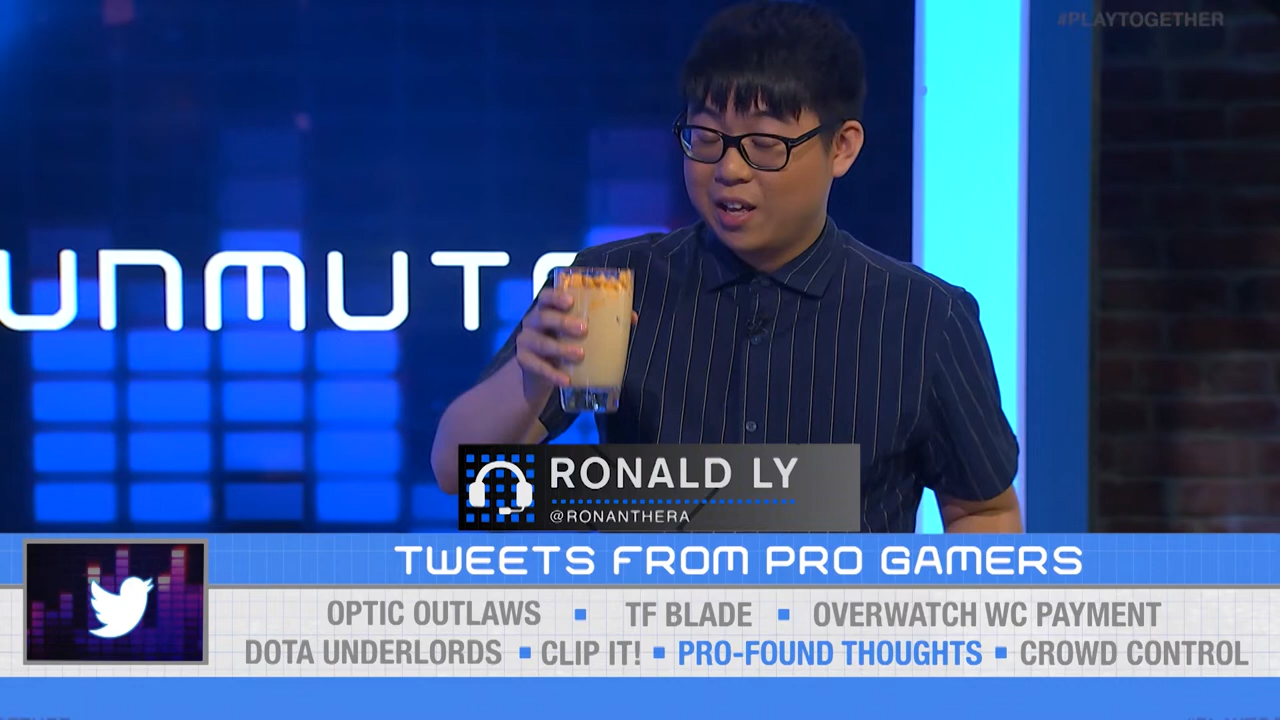 #PLAYTOGETHER
UNMUTE
RONALD LY
@RONANTHERA
TWEETS FROM PRO GAMERS
OPTIC OUTLAWS ▪ TF BLADE ▪ OVERWATCH WC PAYMENT
DOTA UNDERLORDS ▪ CLIP IT! ▪ PRO-FOUND THOUGHTS ▪ CROWD CONTROL